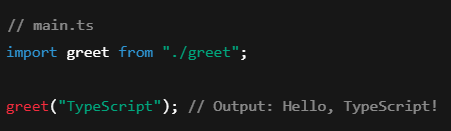 // main.ts
import greet from "./greet";
greet("TypeScript"); // Output: Hello, TypeScript!